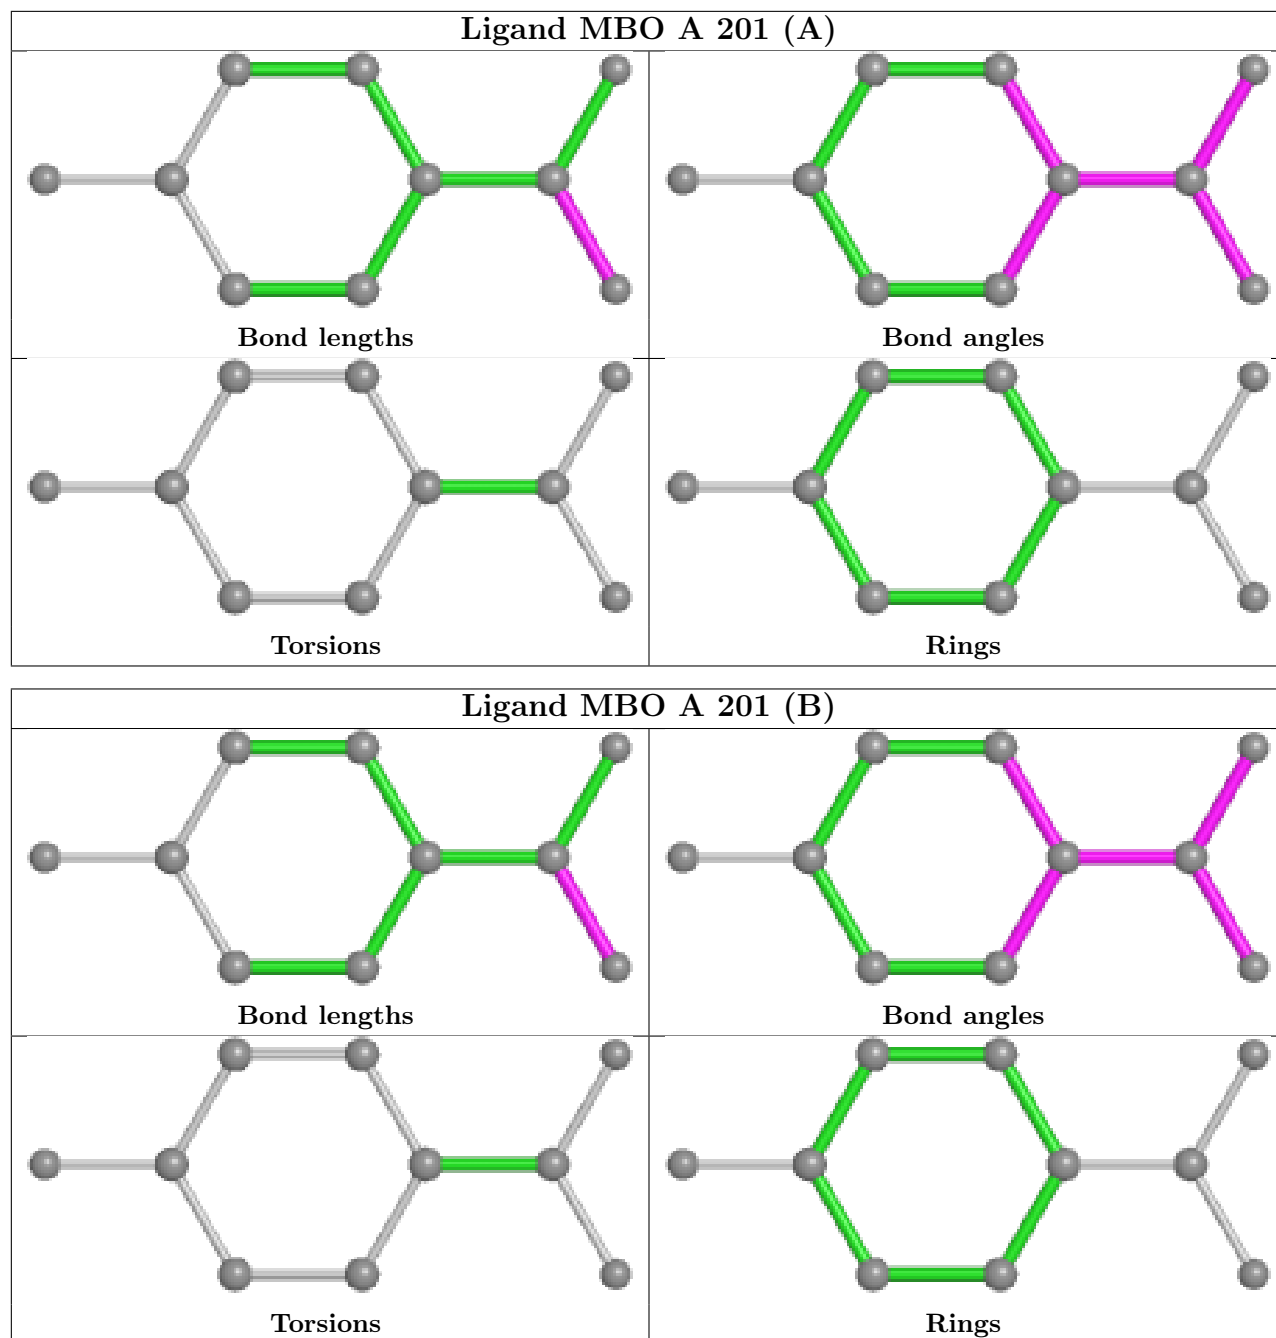 Ligand MBO A 201 (A)
Bond lengths
Bond angles
Torsions
Rings
Ligand MBO A 201 (B)
Bond lengths
Bond angles
Torsions
Rings